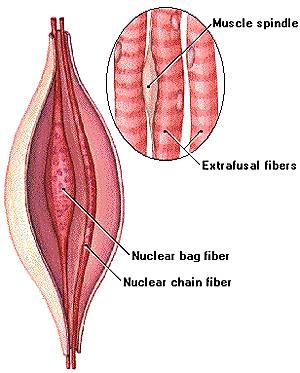 Muscle spindle
Extrafusal fibers
Nuclear bag fiber
Nuclear chain fiber